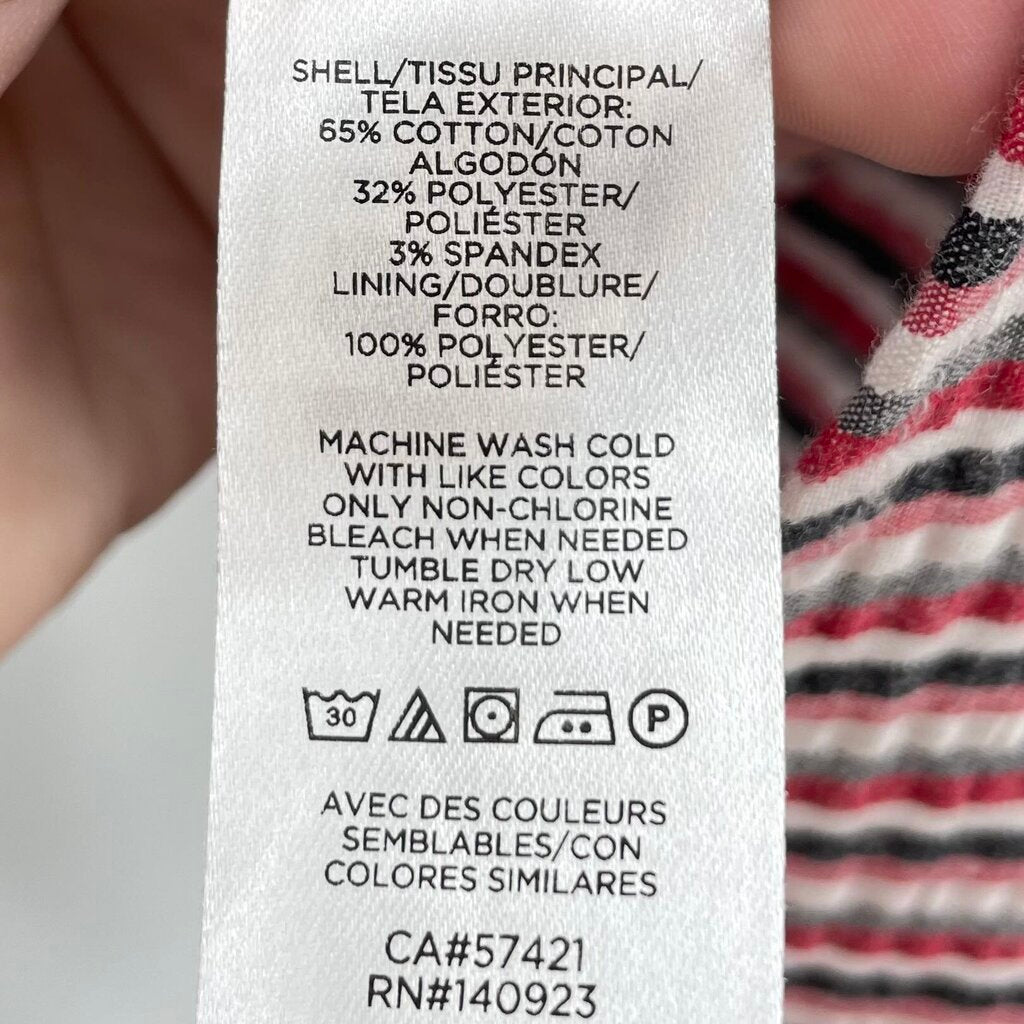 SHELL/TISSU PRINCIPAL/
TELA EXTERIOR:
65% COTTON/COTON
ALGODÓN
32% POLYESTER/
POLIÉSTER
3% SPANDEX
LINING/DOUBLURE/
FORRO:
100% POLYESTER/
POLIÉSTER
MACHINE WASH COLD
WITH LIKE COLORS
ONLY NON-CHLORINE
BLEACH WHEN NEEDED
TUMBLE DRY LOW
WARM IRON WHEN
NEEDED
30 P
AVEC DES COULEURS
SEMBLABLES/CON
COLORES SIMILARES
CA#57421
RN#140923